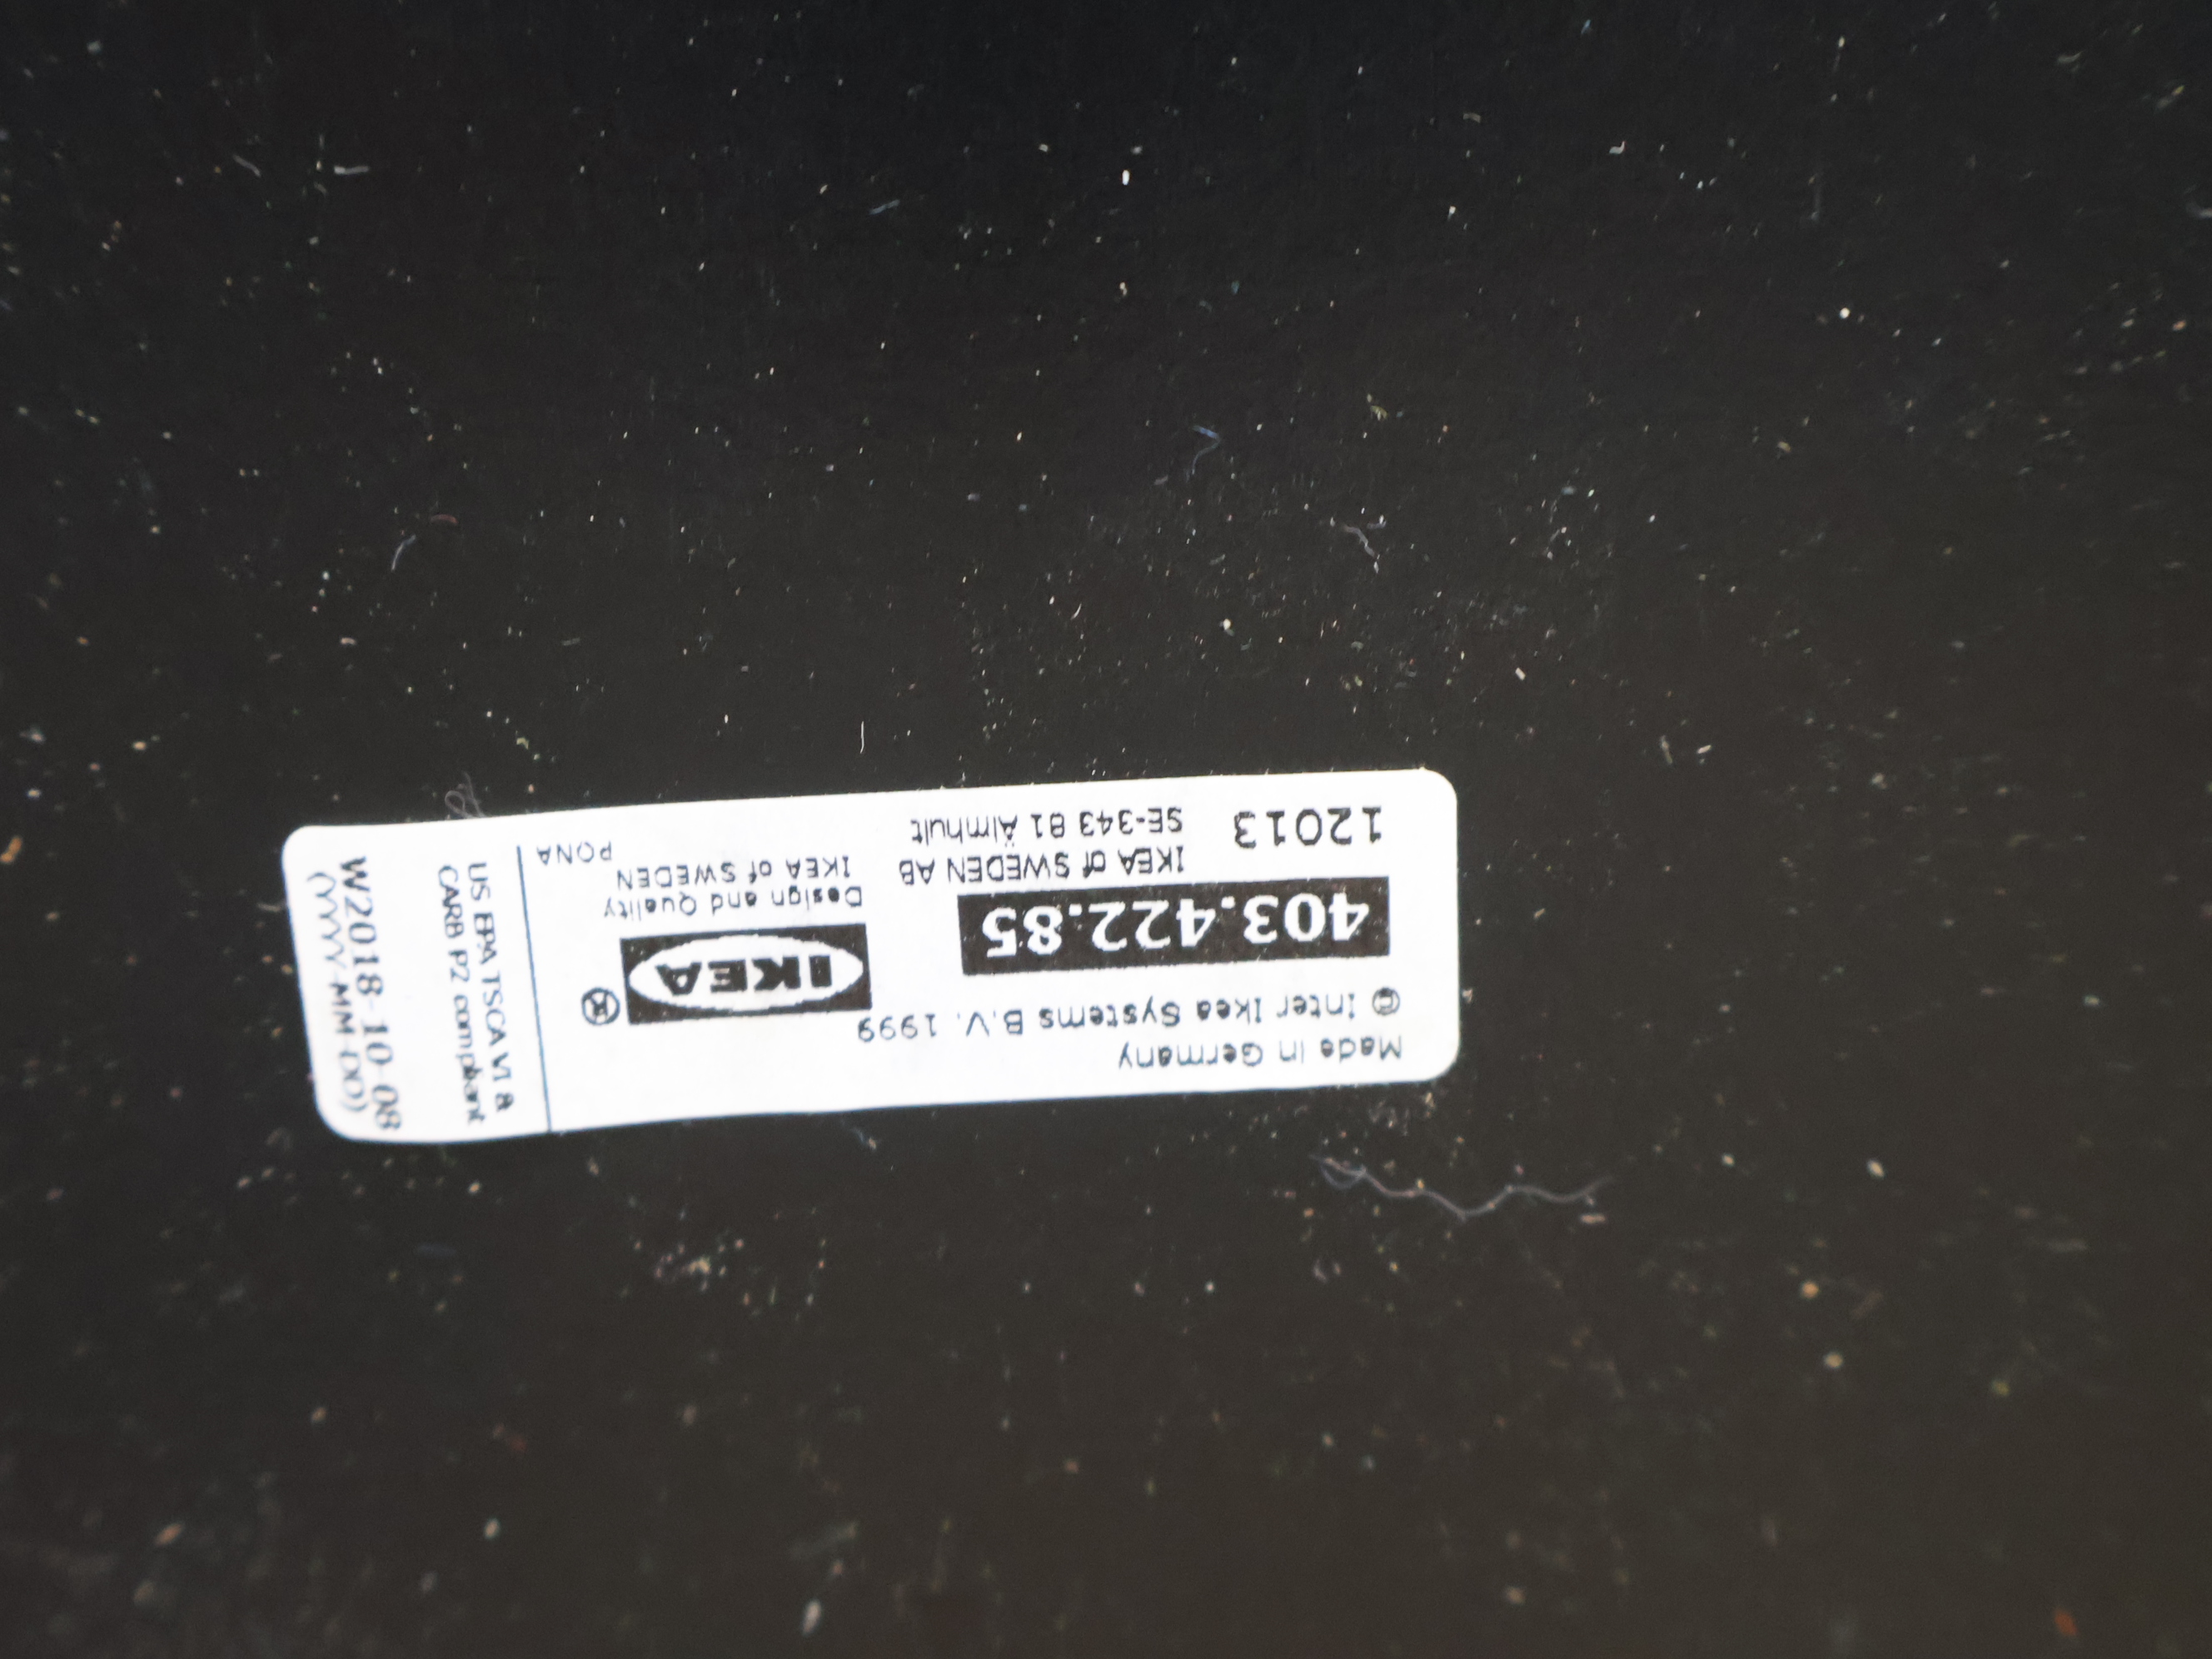 Made in Germany
© Inter Ikea Systems B.V. 1999
403.422.85
IKEA of SWEDEN AB
12013 SE-343 81 Älmhult
IKEA ®
Design and Quality
IKEA of SWEDEN
PONA
US EPA TSCA VI &
CARB P2 compliant
W2018-10-08
(YYYY-MM-DD)